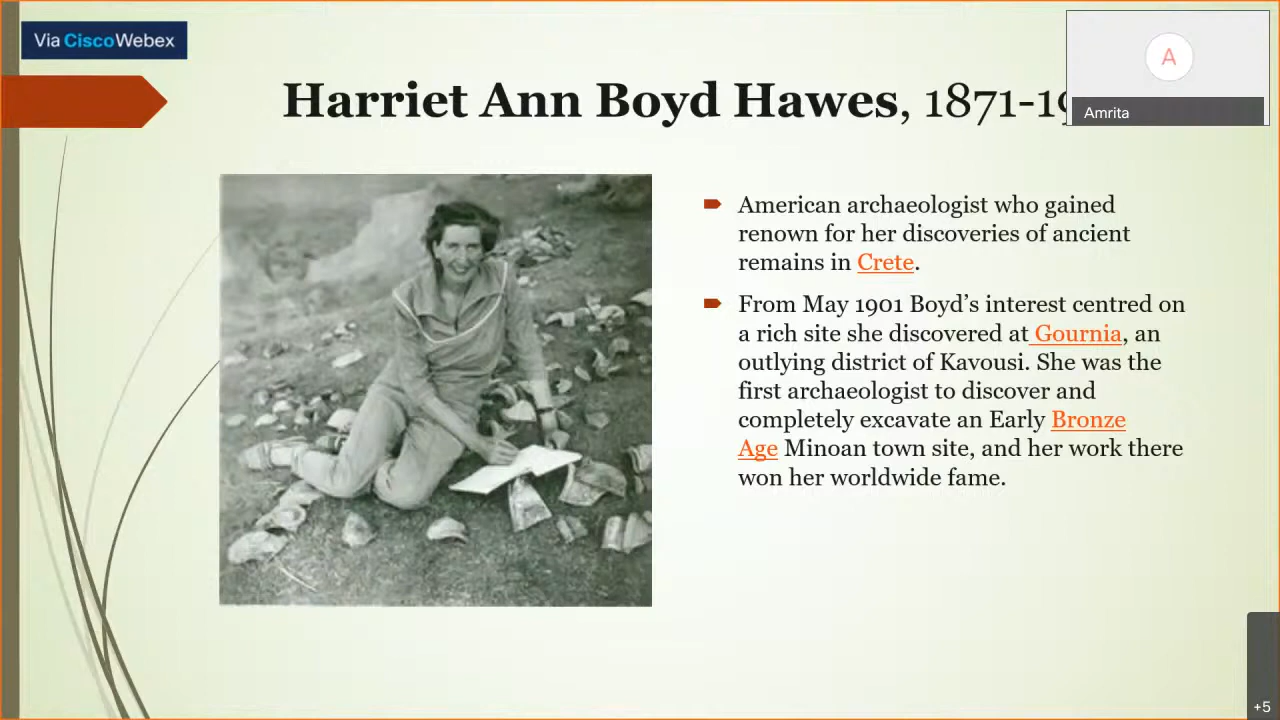 Via CiscoWebex
Harriet Ann Boyd Hawes, 1871-19
A
Amrita
American archaeologist who gained
renown for her discoveries of ancient
remains in Crete.
From May 1901 Boyd’s interest centred on
a rich site she discovered at Gournia, an
outlying district of Kavousi. She was the
first archaeologist to discover and
completely excavate an Early Bronze
Age Minoan town site, and her work there
won her worldwide fame.
+5